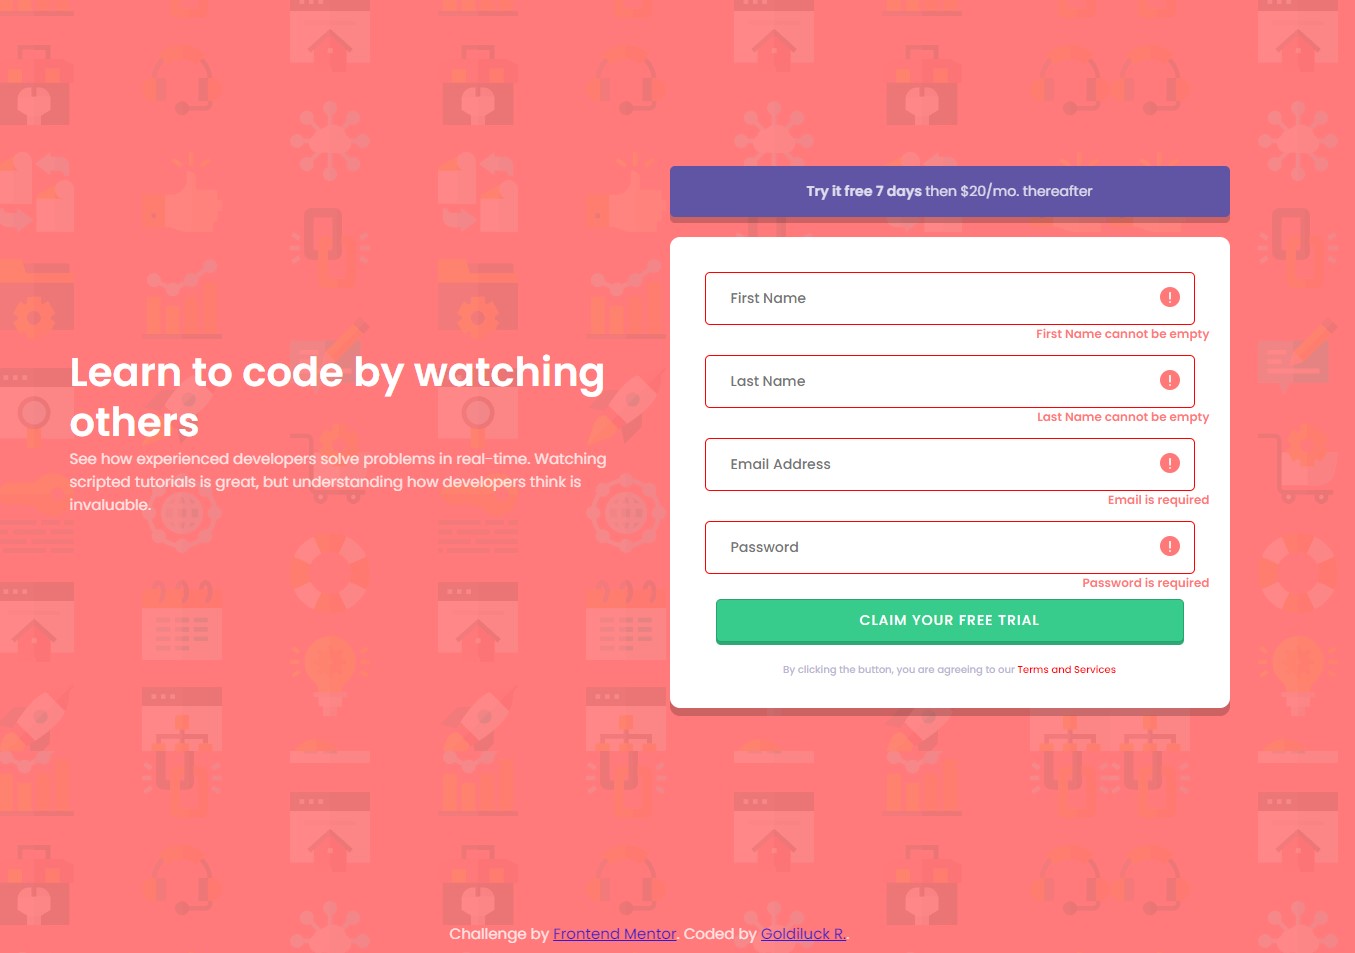 Try it free 7 days then $20/mo. thereafter
Learn to code by watching
others
See how experienced developers solve problems in real-time. Watching
scripted tutorials is great, but understanding how developers think is
invaluable.
First Name
First Name cannot be empty
Last Name
Last Name cannot be empty
Email Address
Email is required
Password
Password is required
CLAIM YOUR FREE TRIAL
By clicking the button, you are agreeing to our Terms and Services
Challenge by Frontend Mentor. Coded by Goldiluck R..